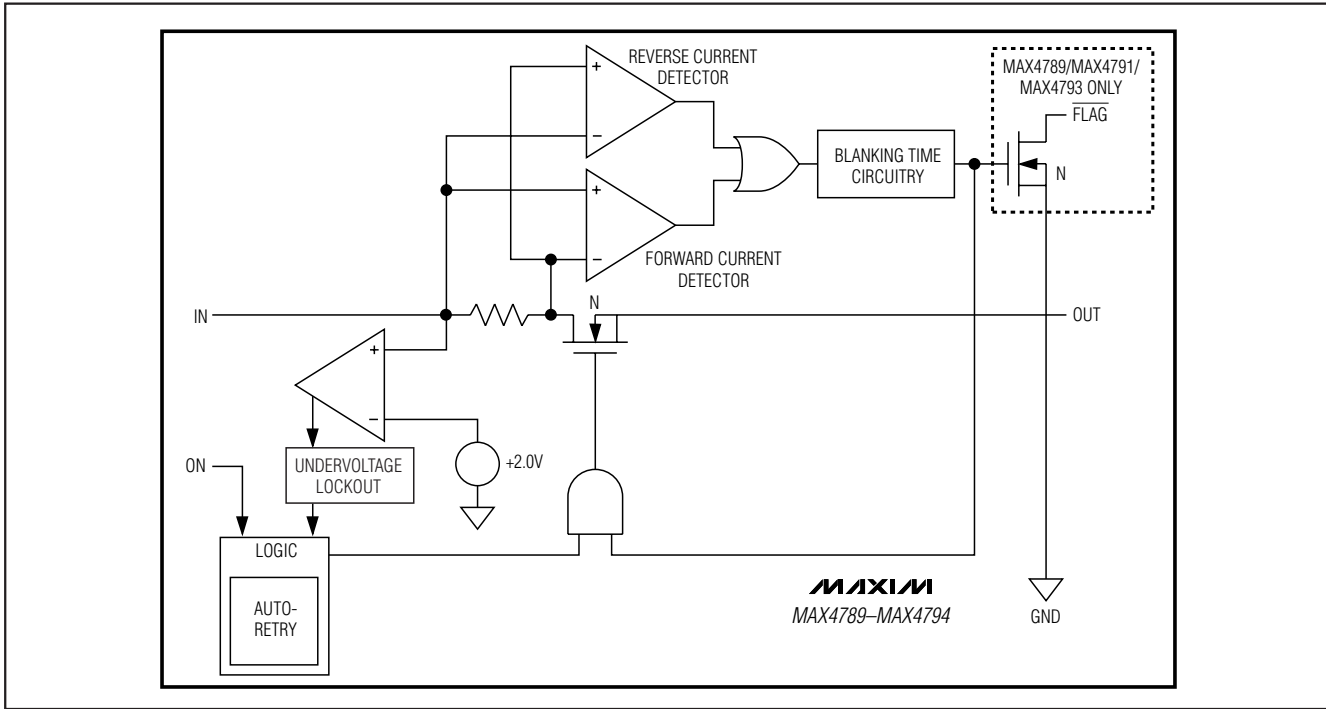 REVERSE CURRENT
DETECTOR
+
−
MAX4789/MAX4791/
MAX4793 ONLY
FLAG
N
BLANKING TIME
CIRCUITRY
+
−
FORWARD CURRENT
DETECTOR
IN
N
OUT
+
−
+2.0V
ON
UNDERVOLTAGE
LOCKOUT
LOGIC
AUTO-
RETRY
MAXIM
MAX4789–MAX4794
GND